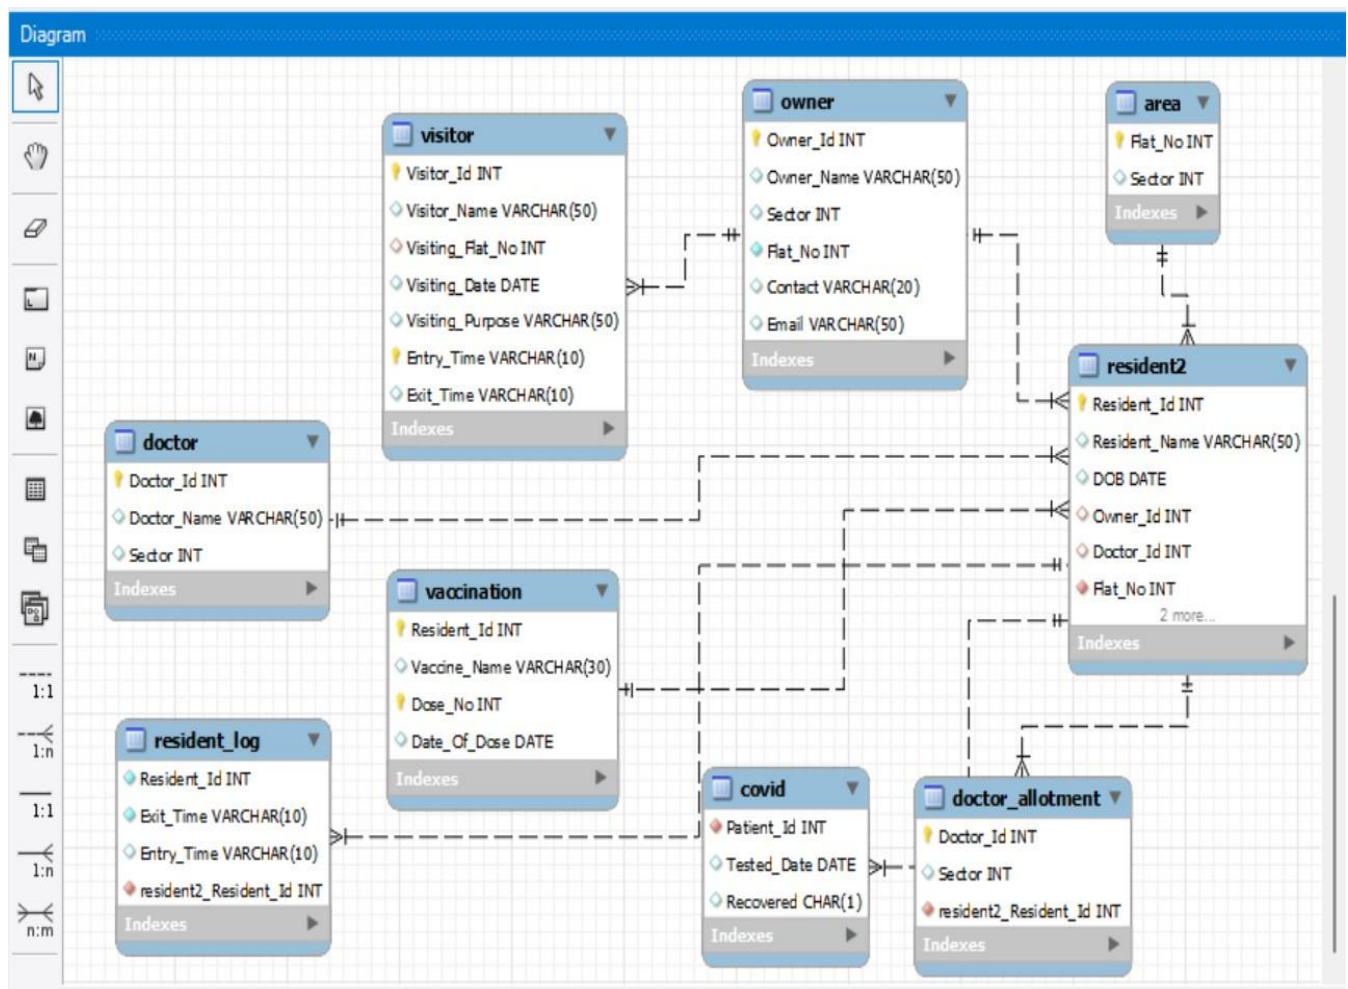 Diagram
visitor
Visitor_Id INT
Visitor_Name VARCHAR(50)
Visiting_Flat_No INT
Visiting_Date DATE
Visiting_Purpose VARCHAR(50)
Entry_Time VARCHAR(10)
Exit_Time VARCHAR(10)
Indexes
owner
Owner_Id INT
Owner_Name VARCHAR(50)
Sector INT
Flat_No INT
Contact VARCHAR(20)
Email VARCHAR(50)
Indexes
area
Flat_No INT
Sector INT
Indexes
resident2
Resident_Id INT
Resident_Name VARCHAR(50)
DOB DATE
Owner_Id INT
Doctor_Id INT
Flat_No INT
2 more...
Indexes
doctor
Doctor_Id INT
Doctor_Name VARCHAR(50)
Sector INT
Indexes
vaccination
Resident_Id INT
Vaccine_Name VARCHAR(30)
Dose_No INT
Date_Of_Dose DATE
Indexes
resident_log
Resident_Id INT
Exit_Time VARCHAR(10)
Entry_Time VARCHAR(10)
resident2_Resident_Id INT
Indexes
covid
Patient_Id INT
Tested_Date DATE
Recovered CHAR(1)
Indexes
doctor_allotment
Doctor_Id INT
Sector INT
resident2_Resident_Id INT
Indexes
1:1
1:n
1:1
1:n
n:m